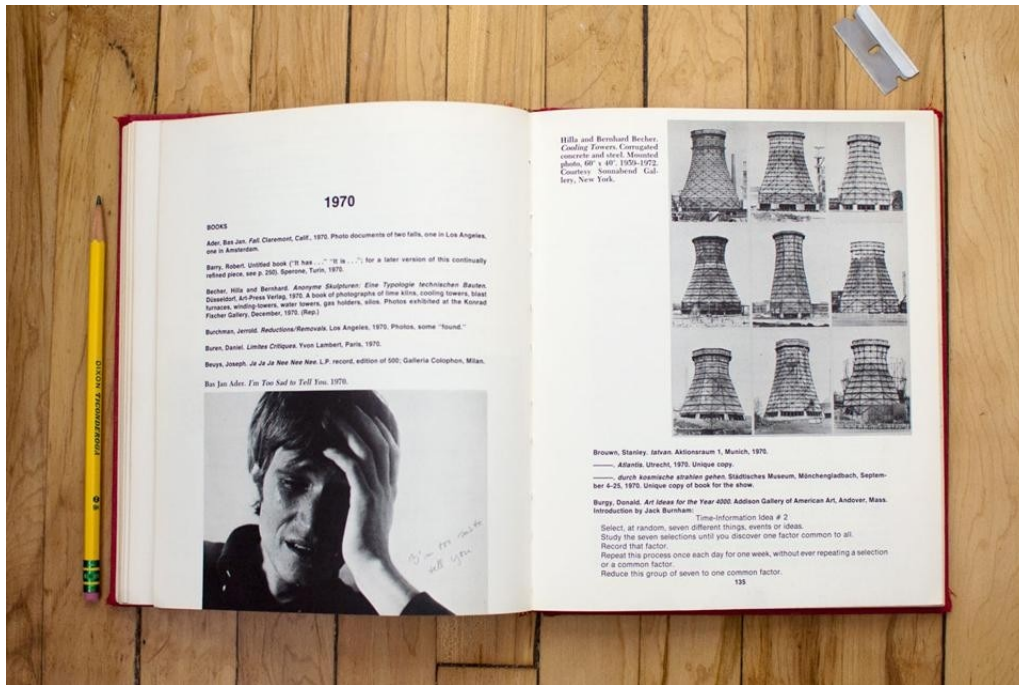 1970
BOOKS
Ader, Bas Jan. Fall. Claremont, Calif., 1970. Photo documents of two falls, one in Los Angeles,
one in Amsterdam.
Barry, Robert. Untitled book ("It has . . ." "It is . . .") for a later version of this continually
refined piece, see p. 250). Sperone, Turin, 1970.
Becher, Hilla and Bernhard. Anonyme Skulpturen: Eine Typologie technischen Bauten.
Düsseldorf, Art-Press Verlag, 1970. A book of photographs of lime kilns, cooling towers, blast
furnaces, winding-towers, water towers, gas holders, silos. Photos exhibited at the Konrad
Fischer Gallery, December, 1970. (Rep.)
Burchman, Jerrold. Reductions/Removals. Los Angeles, 1970. Photos, some "found."
Buren, Daniel. Limites Critiques. Yvon Lambert, Paris, 1970.
Beuys, Joseph. Ja Ja Ja Nee Nee Nee. L.P. record, edition of 500; Galleria Colophon, Milan.
Bas Jan Ader. I'm Too Sad to Tell You. 1970.
I'm too sad to
tell you
DIXON TICONDEROGA
Hilla and Bernhard Becher.
Cooling Towers. Corrugated
concrete and steel. Mounted
photo, 60" x 40". 1959-1972.
Courtesy Sonnabend Gal-
lery, New York.
Brouwn, Stanley. tatvan. Aktionsraum 1, Munich, 1970.
———. Atlantis. Utrecht, 1970. Unique copy.
———. durch kosmische strahlen gehen. Städtisches Museum, Mönchengladbach, Septem-
ber 4–25, 1970. Unique copy of book for the show.
Burgy, Donald. Art Ideas for the Year 4000. Addison Gallery of American Art, Andover, Mass.
Introduction by Jack Burnham:
Time-Information Idea # 2
Select, at random, seven different things, events or ideas.
Study the seven selections until you discover one factor common to all.
Record that factor.
Repeat this process once each day for one week, without ever repeating a selection
or a common factor.
Reduce this group of seven to one common factor.
135